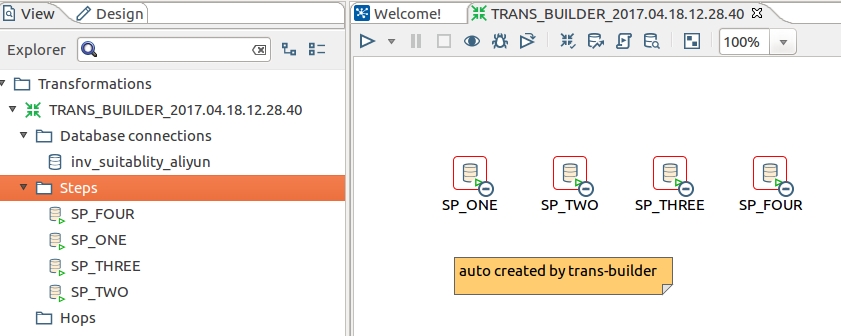 View
Design
Welcome!
TRANS_BUILDER_2017.04.18.12.28.40
Explorer
100%
Transformations
TRANS_BUILDER_2017.04.18.12.28.40
Database connections
inv_suitablity_aliyun
Steps
SP_FOUR
SP_ONE
SP_THREE
SP_TWO
Hops
SP_ONE
SP_TWO
SP_THREE
SP_FOUR
auto created by trans-builder